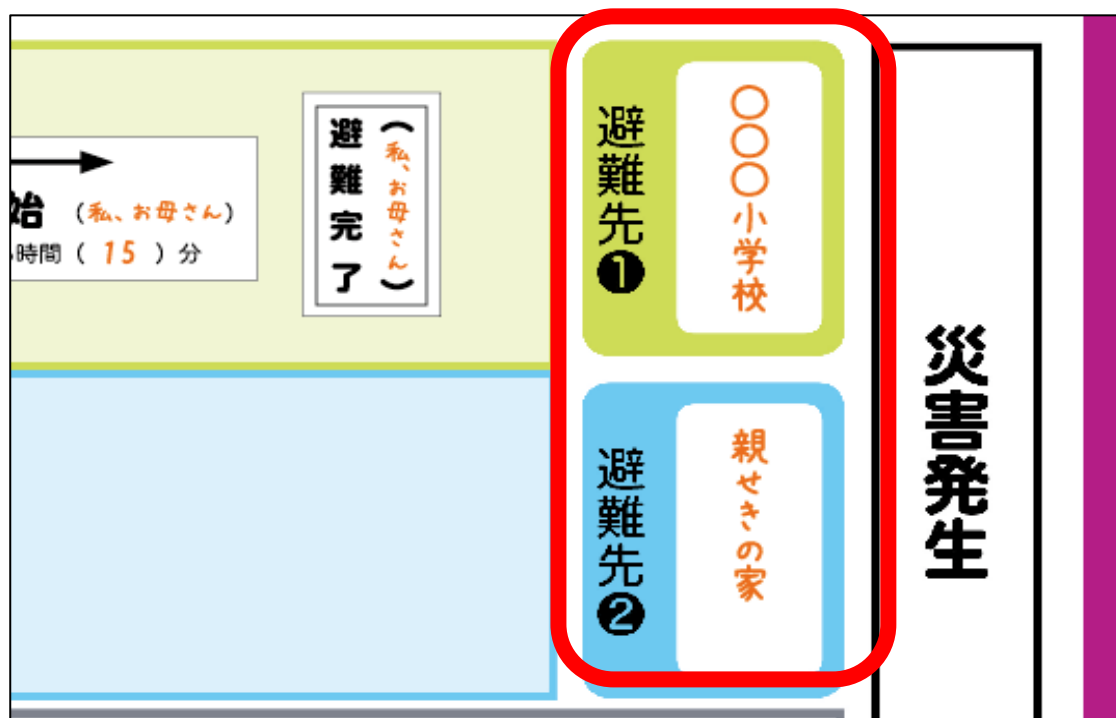 始 (私、お母さん)
時間 ( 15 ) 分
避難完了
(私、お母さん)
避難先❶
〇〇〇小学校
避難先❷
親せきの家
災害発生